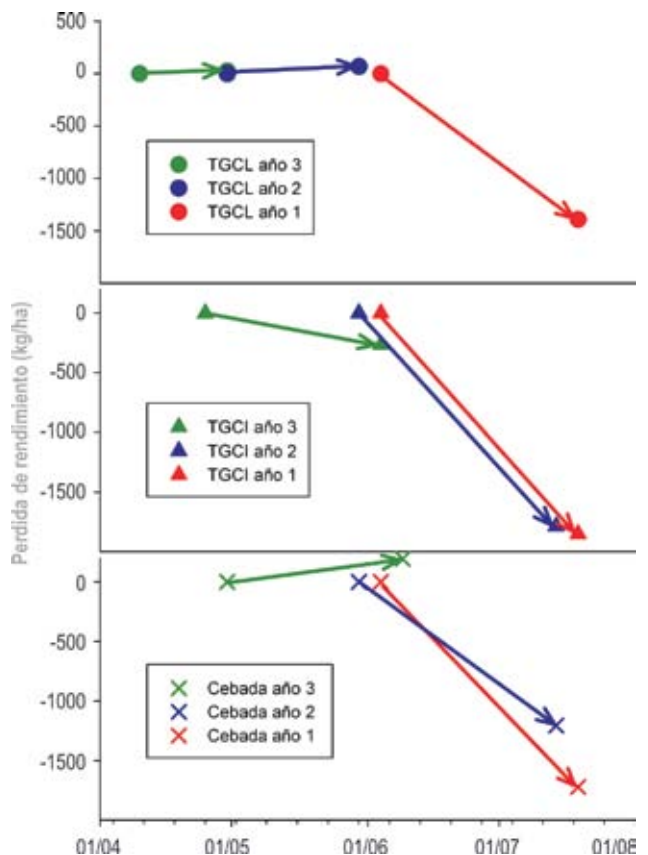 500
0
-500
-1000
-1500
TGCL año 3
TGCL año 2
TGCL año 1
0
-500
-1000
-1500
TGCI año 3
TGCI año 2
TGCI año 1
Perdida de rendimiento (kg/ha)
0
-500
-1000
-1500
Cebada año 3
Cebada año 2
Cebada año 1
01/04 01/05 01/06 01/07 01/08